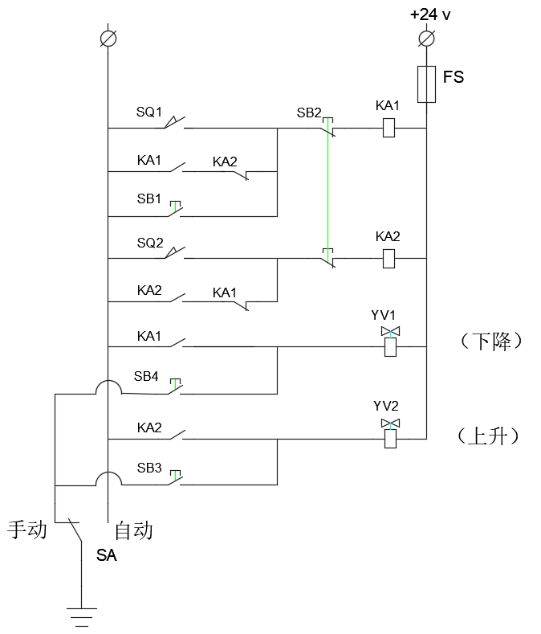 +24 v
FS
SQ1
SB2
KA1
KA1
KA2
SB1
SQ2
KA2
KA2
KA1
YV1
KA1
（下降）
SB4
YV2
KA2
（上升）
SB3
手动
自动
SA